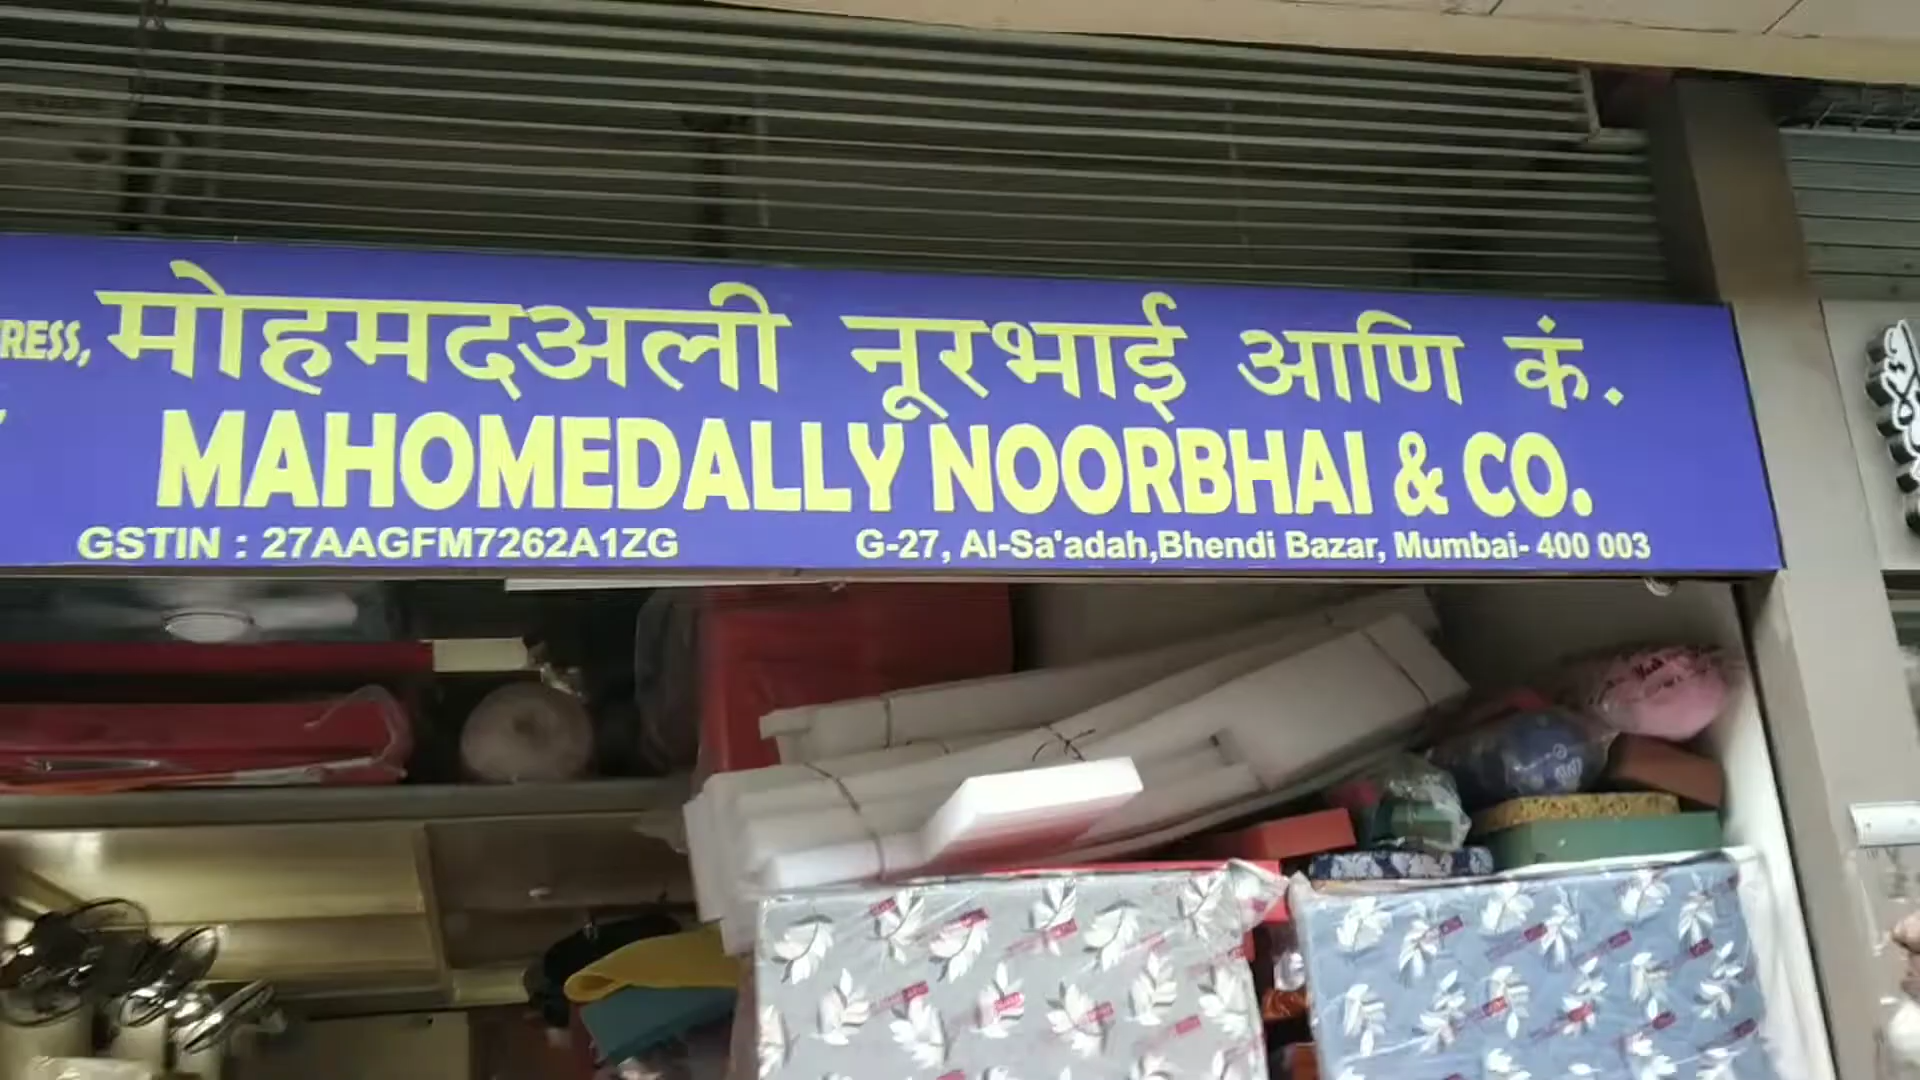 RESS,
मोहमदअली नूरभाई आणि कं.
MAHOMEDALLY NOORBHAI & CO.
GSTIN : 27AAGFM7262A1ZG
G-27, Al-Sa'adah,Bhendi Bazar, Mumbai- 400 003